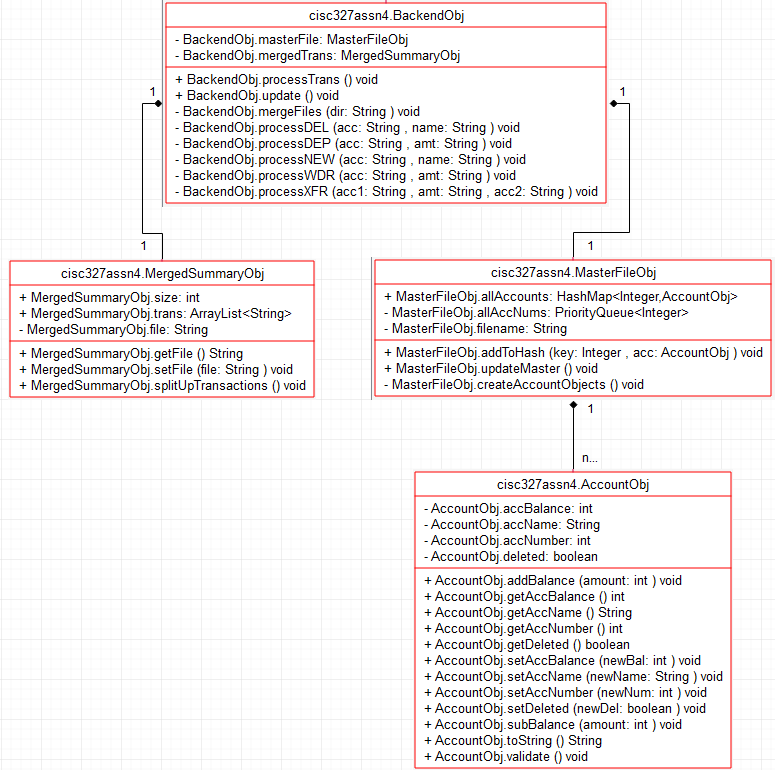 cisc327assn4.BackendObj
- BackendObj.masterFile: MasterFileObj
- BackendObj.mergedTrans: MergedSummaryObj
+ BackendObj.processTrans () void
+ BackendObj.update () void
- BackendObj.mergeFiles (dir: String ) void
- BackendObj.processDEL (acc: String , name: String ) void
- BackendObj.processDEP (acc: String , amt: String ) void
- BackendObj.processNEW (acc: String , name: String ) void
- BackendObj.processWDR (acc: String , amt: String ) void
- BackendObj.processXFR (acc1: String , amt: String , acc2: String ) void
1
1
1
1
cisc327assn4.MergedSummaryObj
+ MergedSummaryObj.size: int
+ MergedSummaryObj.trans: ArrayList<String>
- MergedSummaryObj.file: String
+ MergedSummaryObj.getFile () String
+ MergedSummaryObj.setFile (file: String ) void
+ MergedSummaryObj.splitUpTransactions () void
cisc327assn4.MasterFileObj
+ MasterFileObj.allAccounts: HashMap<Integer,AccountObj>
- MasterFileObj.allAccNums: PriorityQueue<Integer>
- MasterFileObj.filename: String
+ MasterFileObj.addToHash (key: Integer , acc: AccountObj ) void
+ MasterFileObj.updateMaster () void
- MasterFileObj.createAccountObjects () void
1
n...
cisc327assn4.AccountObj
- AccountObj.accBalance: int
- AccountObj.accName: String
- AccountObj.accNumber: int
- AccountObj.deleted: boolean
+ AccountObj.addBalance (amount: int ) void
+ AccountObj.getAccBalance () int
+ AccountObj.getAccName () String
+ AccountObj.getAccNumber () int
+ AccountObj.getDeleted () boolean
+ AccountObj.setAccBalance (newBal: int ) void
+ AccountObj.setAccName (newName: String ) void
+ AccountObj.setAccNumber (newNum: int ) void
+ AccountObj.setDeleted (newDel: boolean ) void
+ AccountObj.subBalance (amount: int ) void
+ AccountObj.toString () String
+ AccountObj.validate () void